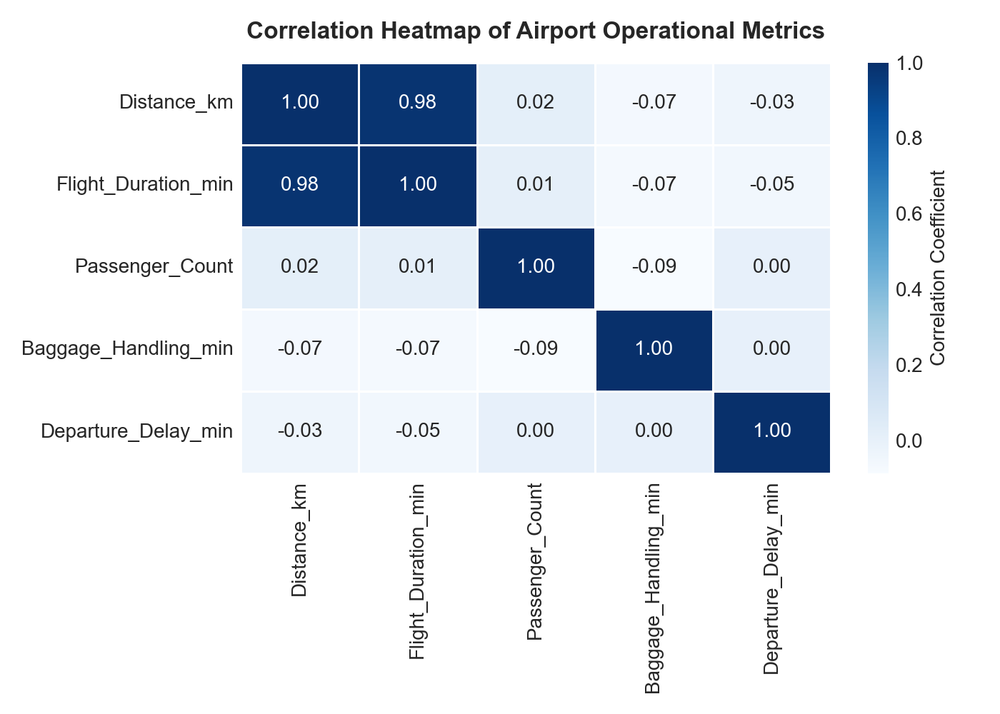 Correlation Heatmap of Airport Operational Metrics
Distance_km 1.00 0.98 0.02 -0.07 -0.03
Flight_Duration_min 0.98 1.00 0.01 -0.07 -0.05
Passenger_Count 0.02 0.01 1.00 -0.09 0.00
Baggage_Handling_min -0.07 -0.07 -0.09 1.00 0.00
Departure_Delay_min -0.03 -0.05 0.00 0.00 1.00
Distance_km
Flight_Duration_min
Passenger_Count
Baggage_Handling_min
Departure_Delay_min
1.0
0.8
0.6
0.4
0.2
0.0
Correlation Coefficient